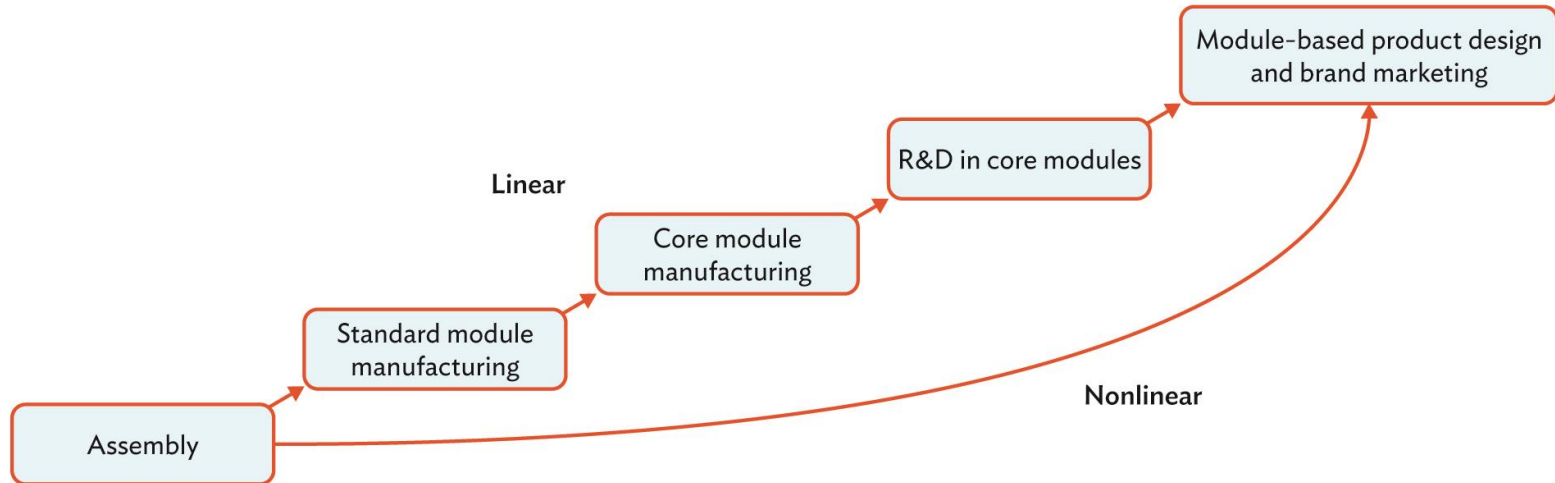 Module-based product design
and brand marketing
R&D in core modules
Linear
Core module
manufacturing
Standard module
manufacturing
Nonlinear
Assembly